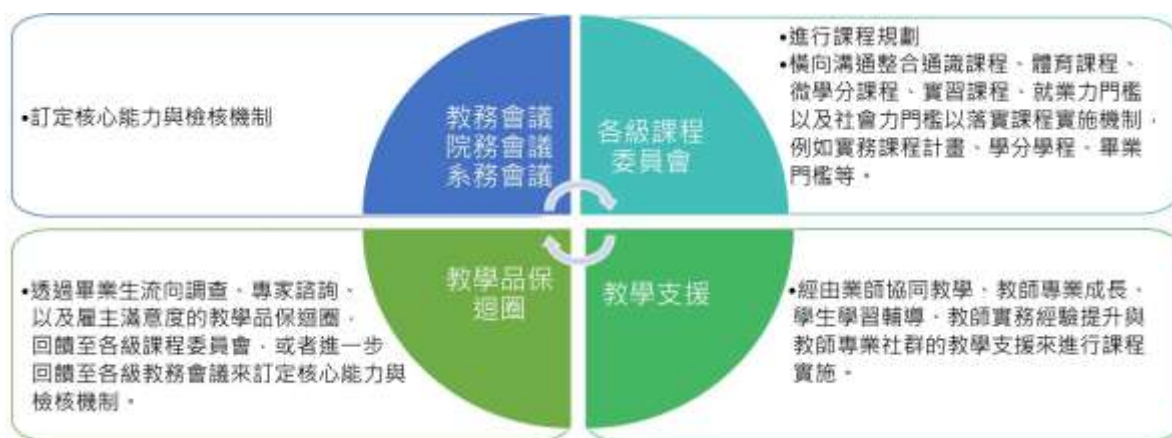 •訂定核心能力與檢核機制
教務會議
院務會議
系務會議
各級課程
委員會
•進行課程規劃
•橫向溝通整合通識課程、體育課程、
微學分課程、實習課程、就業力門檻
以及社會力門檻以落實課程實施機制，
例如實務課程計畫、學分學程、畢業
門檻等。
•透過畢業生流向調查、專家諮詢、
以及雇主滿意度的教學品保迴圈，
回饋至各級課程委員會，或者進一步
回饋至各級教務會議來訂定核心能力與
檢核機制。
教學品保
迴圈
教學支援
•經由業師協同教學、教師專業成長、
學生學習輔導、教師實務經驗提升與
教師專業社群的教學支援來進行課程
實施。